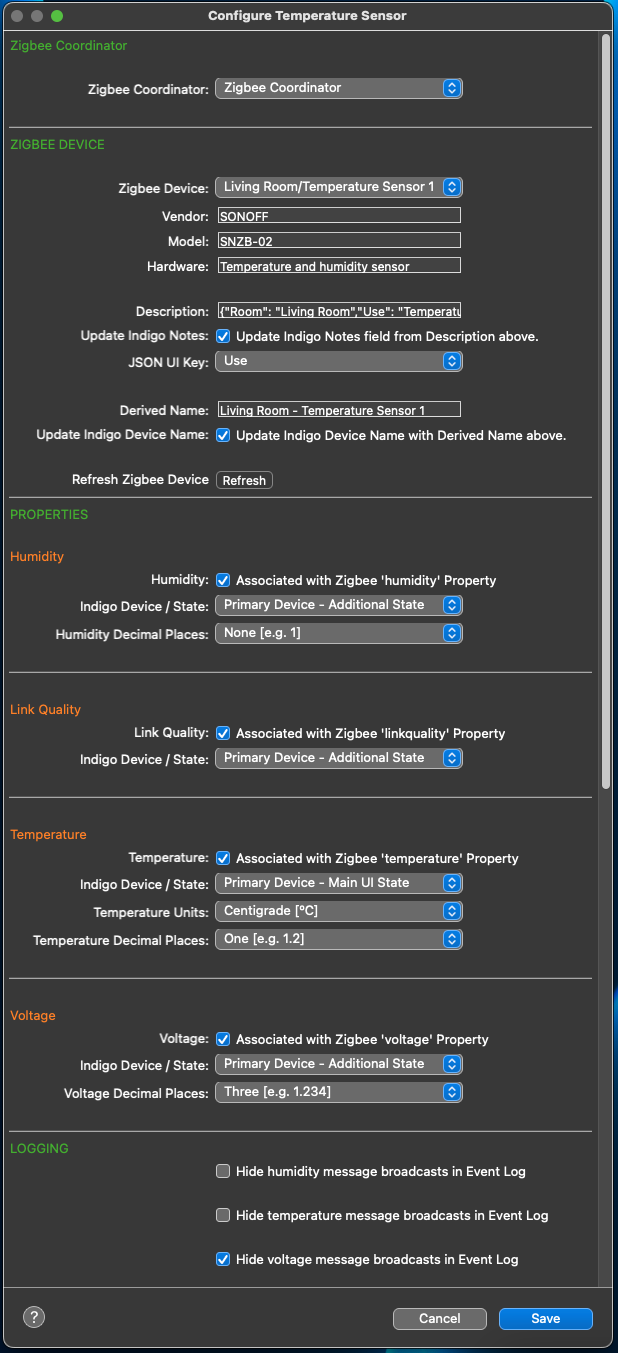 Configure Temperature Sensor
Zigbee Coordinator
Zigbee Coordinator: Zigbee Coordinator
ZIGBEE DEVICE
Zigbee Device: Living Room/Temperature Sensor 1
Vendor: SONOFF
Model: SNZB-02
Hardware: Temperature and humidity sensor
Description: {"Room": "Living Room","Use": "Temperatu
Update Indigo Notes: Update Indigo Notes field from Description above.
JSON UI Key: Use
Derived Name: Living Room - Temperature Sensor 1
Update Indigo Device Name: Update Indigo Device Name with Derived Name above.
Refresh Zigbee Device Refresh
PROPERTIES
Humidity
Humidity: Associated with Zigbee 'humidity' Property
Indigo Device / State: Primary Device - Additional State
Humidity Decimal Places: None [e.g. 1]
Link Quality
Link Quality: Associated with Zigbee 'linkquality' Property
Indigo Device / State: Primary Device - Additional State
Temperature
Temperature: Associated with Zigbee 'temperature' Property
Indigo Device / State: Primary Device - Main UI State
Temperature Units: Centigrade [ºC]
Temperature Decimal Places: One [e.g. 1.2]
Voltage
Voltage: Associated with Zigbee 'voltage' Property
Indigo Device / State: Primary Device - Additional State
Voltage Decimal Places: Three [e.g. 1.234]
LOGGING
Hide humidity message broadcasts in Event Log
Hide temperature message broadcasts in Event Log
Hide voltage message broadcasts in Event Log
? Cancel Save